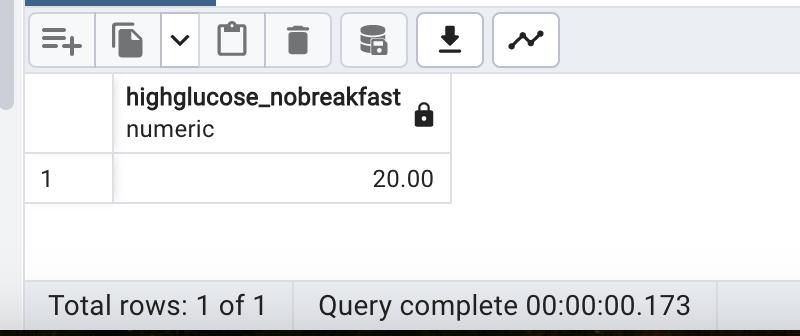 highglucose_nobreakfast
numeric
1
20.00
Total rows: 1 of 1
Query complete 00:00:00.173